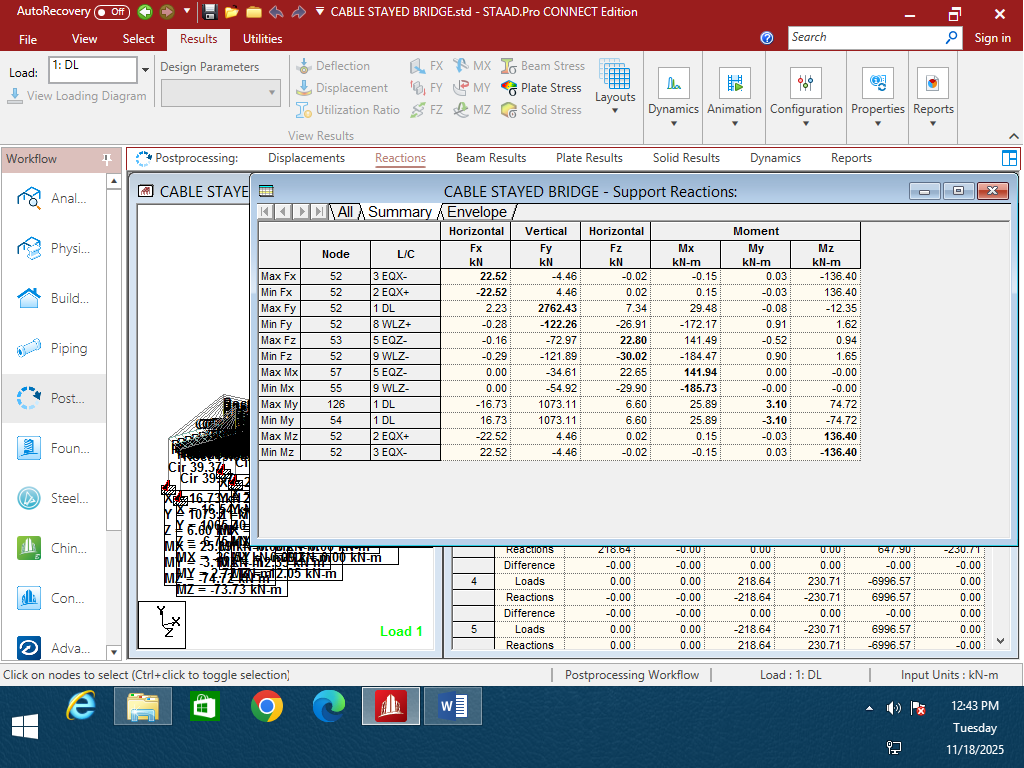 AutoRecovery Off CABLE STAYED BRIDGE.std - STAAD.Pro CONNECT Edition
File View Select Results Utilities Search Sign in
Load: 1: DL Design Parameters Deflection FX MX Beam Stress
View Loading Diagram Displacement FY MY Plate Stress Layouts Dynamics Animation Configuration Properties Reports
Utilization Ratio FZ MZ Solid Stress
View Results
Workflow Postprocessing: Displacements Reactions Beam Results Plate Results Solid Results Dynamics Reports
Anal...
Physi...
Build...
Piping
Post...
Foun...
Steel...
Chin...
Con...
Adva...
CABLE STAYE
CABLE STAYED BRIDGE - Support Reactions:
All Summary Envelope
Horizontal Vertical Horizontal Moment
Node L/C Fx kN Fy kN Fz kN Mx kN-m My kN-m Mz kN-m
Max Fx 52 3 EQX- 22.52 -4.46 -0.02 -0.15 0.03 -136.40
Min Fx 52 2 EQX+ -22.52 4.46 0.02 0.15 -0.03 136.40
Max Fy 52 1 DL 2.23 2762.43 7.34 29.48 -0.08 -12.35
Min Fy 52 8 WLZ+ -0.28 -122.26 -26.91 -172.17 0.91 1.62
Max Fz 53 5 EQZ- -0.16 -72.97 22.80 141.49 -0.52 0.94
Min Fz 52 9 WLZ- -0.29 -121.89 -30.02 -184.47 0.90 1.65
Max Mx 57 5 EQZ- 0.00 -34.61 22.65 141.94 0.00 -0.00
Min Mx 55 9 WLZ- 0.00 -54.92 -29.90 -185.73 -0.00 -0.00
Max My 126 1 DL -16.73 1073.11 6.60 25.89 3.10 74.72
Min My 54 1 DL 16.73 1073.11 6.60 25.89 -3.10 -74.72
Max Mz 52 2 EQX+ -22.52 4.46 0.02 0.15 -0.03 136.40
Min Mz 52 3 EQX- 22.52 -4.46 -0.02 -0.15 0.03 -136.40
Cir 39.37
MZ = -73.73 kN-m
Y
X
Z
Load 1
Reactions 218.64 -0.00 0.00 0.00 647.90 -230.71
Difference -0.00 -0.00 0.00 -0.00 -0.00 -0.00
4 Loads 0.00 0.00 218.64 230.71 -6996.57 0.00
Reactions 0.00 0.00 -218.64 -230.71 6996.57 0.00
Difference 0.00 0.00 -0.00 0.00 -0.00 0.00
5 Loads 0.00 0.00 -218.64 -230.71 6996.57 0.00
Reactions 0.00 0.00 218.64 230.71 -6996.57 -0.00
Click on nodes to select (Ctrl+click to toggle selection) Postprocessing Workflow Load : 1: DL Input Units : kN-m
12:43 PM
Tuesday
11/18/2025